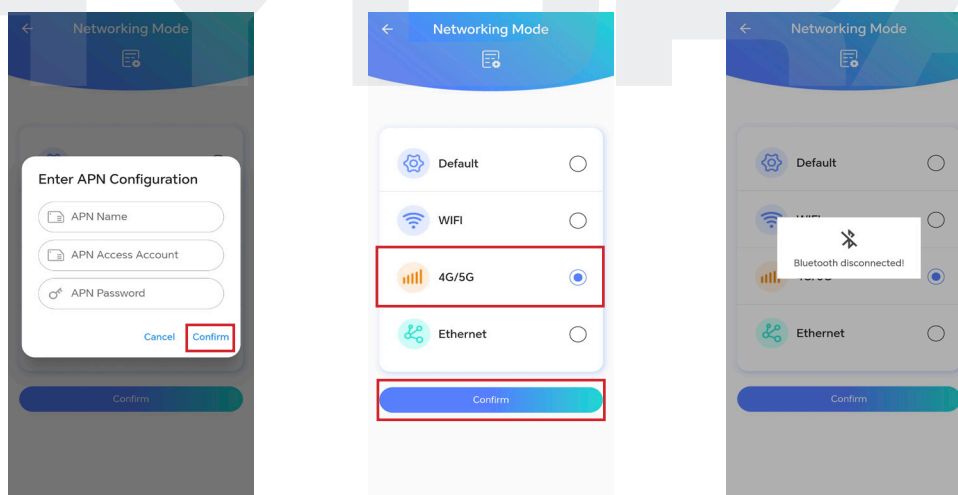 Networking Mode
Enter APN Configuration
APN Name
APN Access Account
APN Password
Cancel Confirm
Confirm
Networking Mode
Default
WIFI
4G/5G
Ethernet
Confirm
Networking Mode
Default
Bluetooth disconnected!
Ethernet
Confirm